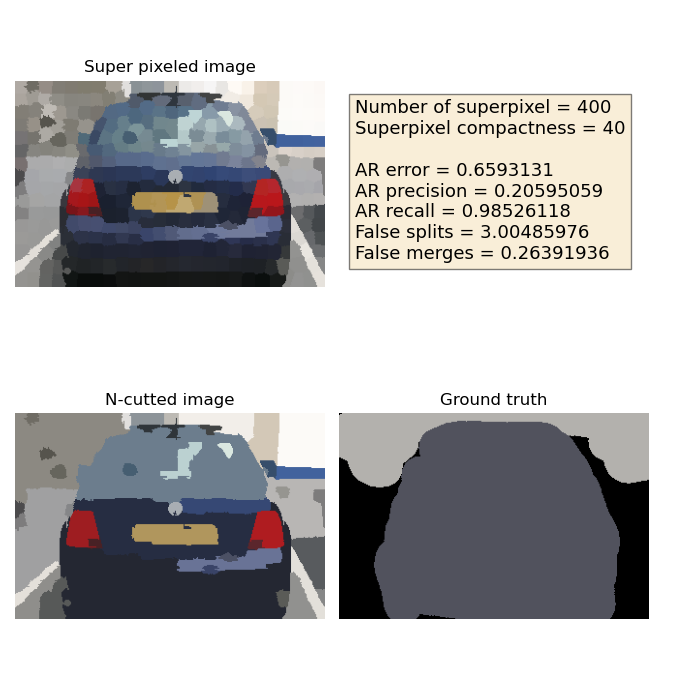 Super pixeled image
Number of superpixel = 400
Superpixel compactness = 40
AR error = 0.6593131
AR precision = 0.20595059
AR recall = 0.98526118
False splits = 3.00485976
False merges = 0.26391936
N-cutted image
Ground truth